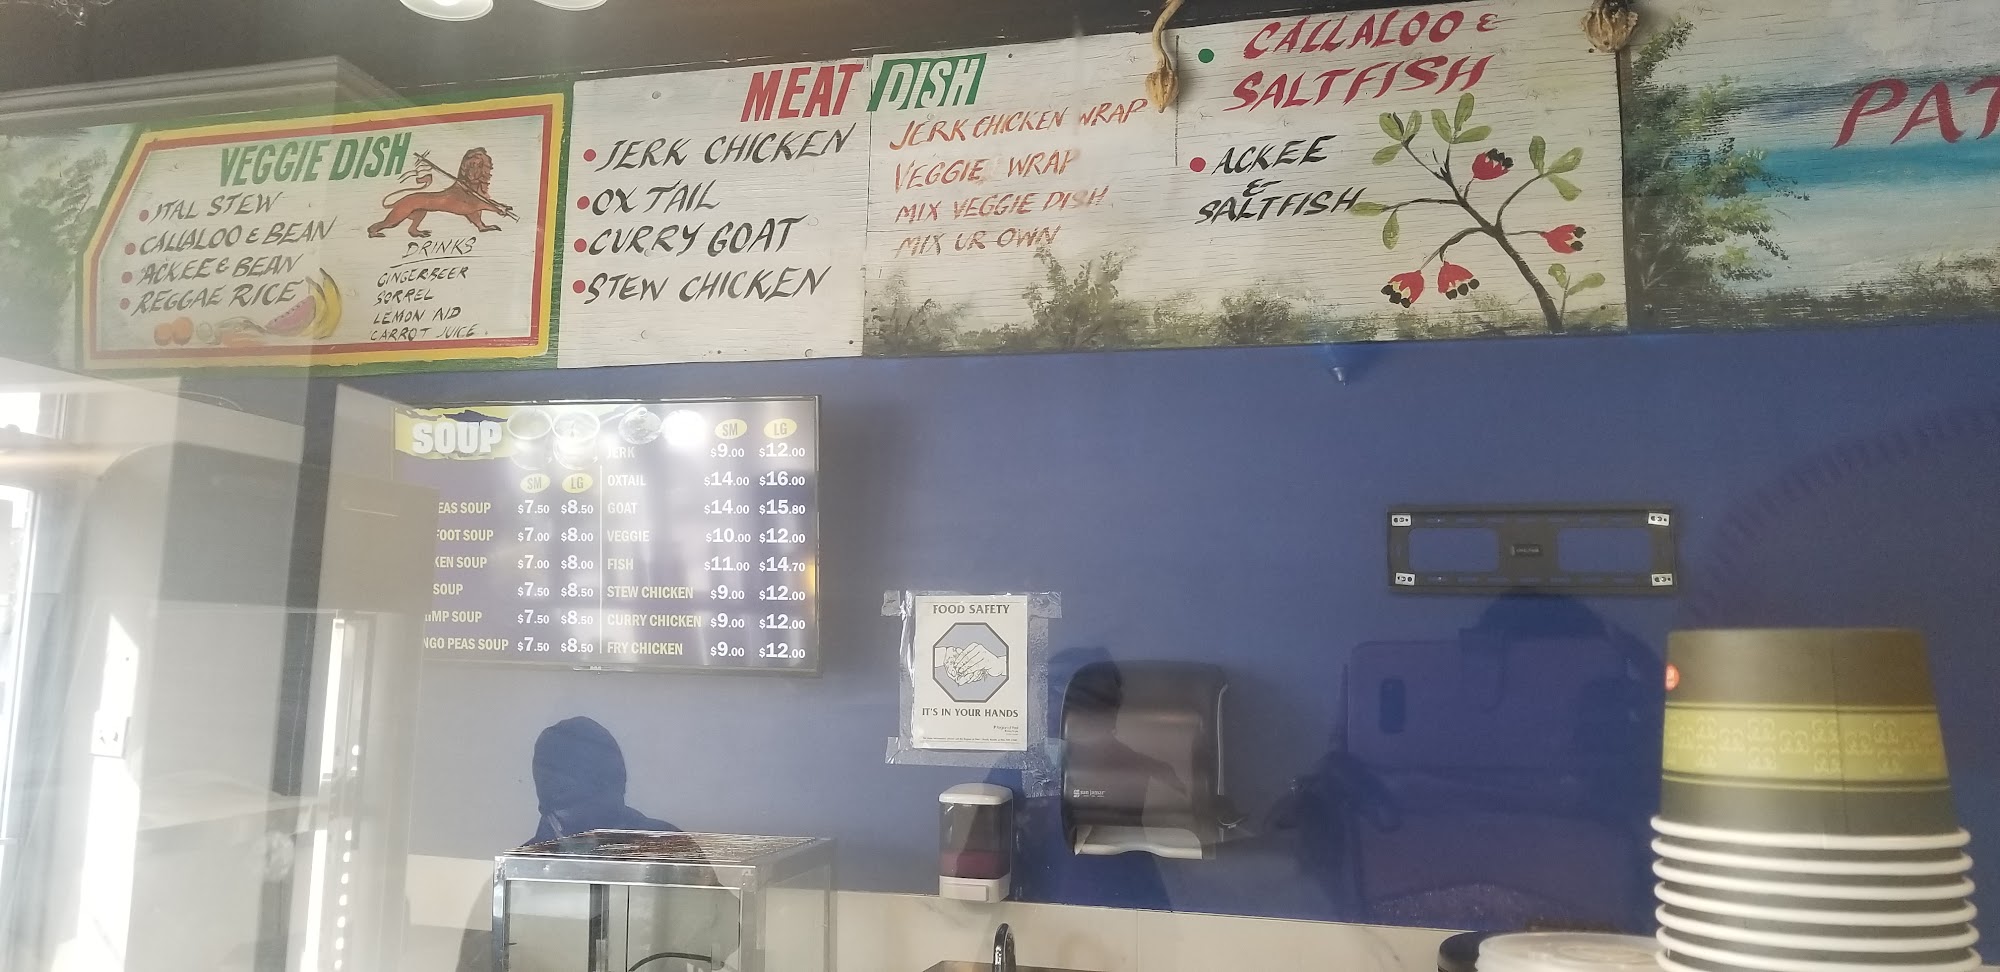 VEGGIE DISH
ITAL STEW
CALLALOO & BEAN
ACKEE & BEAN
REGGAE RICE
DRINKS
GINGERBEER
SORREL
LEMON AID
CARROT JUICE
MEAT DISH
JERK CHICKEN
OX TAIL
CURRY GOAT
STEW CHICKEN
JERK CHICKEN WRAP
VEGGIE WRAP
MIX VEGGIE DISH
MIX UR OWN
CALLALOO &
SALTFISH
ACKEE
&
SALTFISH
PAT
SOUP
SM LG
EAS SOUP $7.50 $8.50
FOOT SOUP $7.00 $8.00
KEN SOUP $7.00 $8.00
SOUP $7.50 $8.50
MP SOUP $7.50 $8.50
NGO PEAS SOUP $7.50 $8.50
SM LG
JERK $9.00 $12.00
OXTAIL $14.00 $16.00
GOAT $14.00 $15.80
VEGGIE $10.00 $12.00
FISH $11.00 $14.70
STEW CHICKEN $9.00 $12.00
CURRY CHICKEN $9.00 $12.00
FRY CHICKEN $9.00 $12.00
FOOD SAFETY
IT'S IN YOUR HANDS